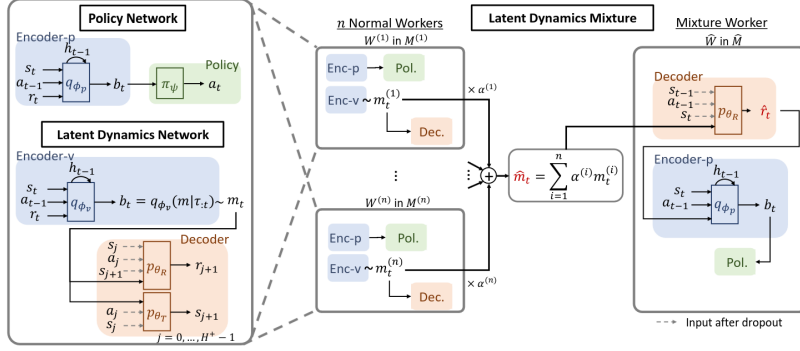 Policy Network
Encoder-p
h_{t-1}
s_t
a_{t-1}
r_t
q_{ϕ_p}
b_t
Policy
π_ψ
a_t
Latent Dynamics Network
Encoder-v
h_{t-1}
s_t
a_{t-1}
r_t
q_{ϕ_v}
b_t = q_{ϕ_v}(m|τ_{:t}) ~ m_t
Decoder
s_j
a_j
s_{j+1}
p_{θ_R}
r_{j+1}
a_j
s_j
p_{θ_T}
s_{j+1}
j = 0, ..., H^+ − 1
n Normal Workers
W^{(1)} in M^{(1)}
Enc-p
Pol.
Enc-v ~ m_t^{(1)}
Dec.
× α^{(1)}
⋮
W^{(n)} in M^{(n)}
Enc-p
Pol.
Enc-v ~ m_t^{(n)}
Dec.
× α^{(n)}
Latent Dynamics Mixture
+
m̂_t = ∑_{i=1}^{n} α^{(i)} m_t^{(i)}
Mixture Worker
Ŵ in M̂
Decoder
s_{t-1}
a_{t-1}
s_t
p_{θ_R}
r̂_t
Encoder-p
h_{t-1}
s_t
a_{t-1}
q_{ϕ_p}
b_t
Pol.
Input after dropout